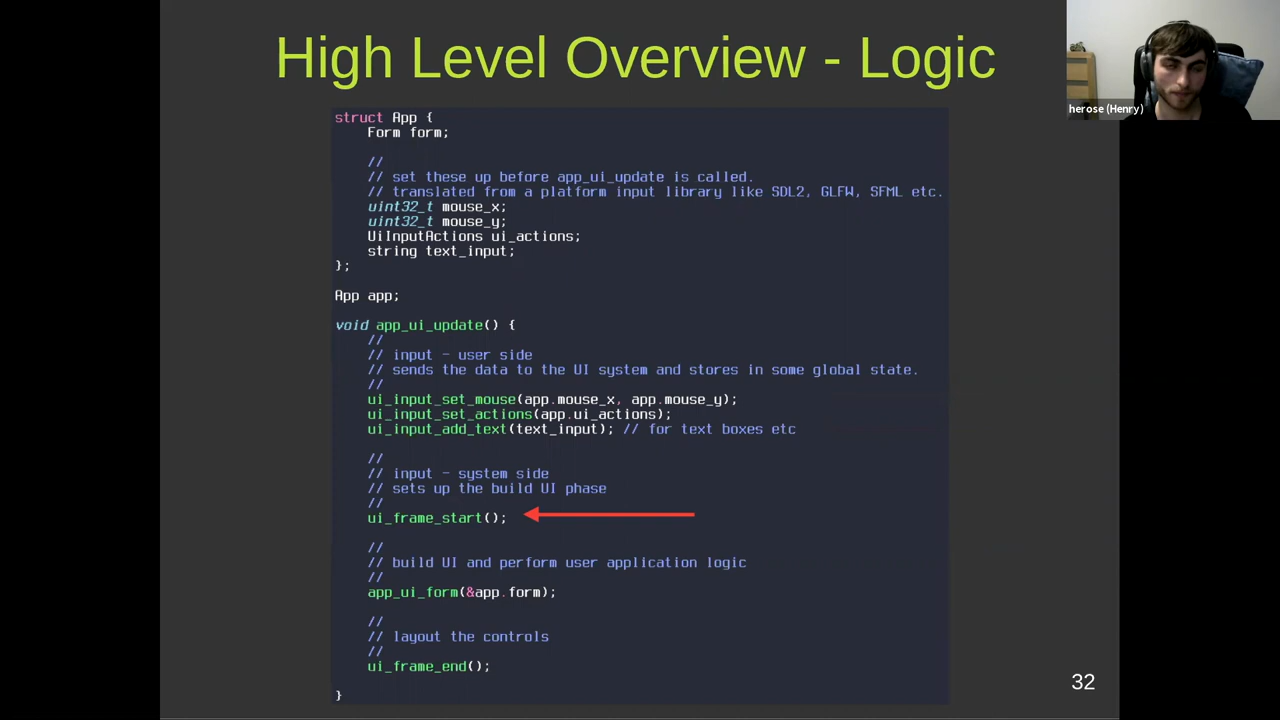 High Level Overview - Logic
herose (Henry)
struct App {
Form form;
//
// set these up before app_ui_update is called.
// translated from a platform input library like SDL2, GLFW, SFML etc.
uint32_t mouse_x;
uint32_t mouse_y;
UiInputActions ui_actions;
string text_input;
};
App app;
void app_ui_update() {
//
// input - user side
// sends the data to the UI system and stores in some global state.
//
ui_input_set_mouse(app.mouse_x, app.mouse_y);
ui_input_set_actions(app.ui_actions);
ui_input_add_text(text_input); // for text boxes etc
//
// input - system side
// sets up the build UI phase
//
ui_frame_start();
//
// build UI and perform user application logic
//
app_ui_form(&app.form);
//
// layout the controls
//
ui_frame_end();
}
32